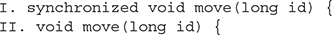 I. synchronized void move(long id) {
II. void move(long id) {